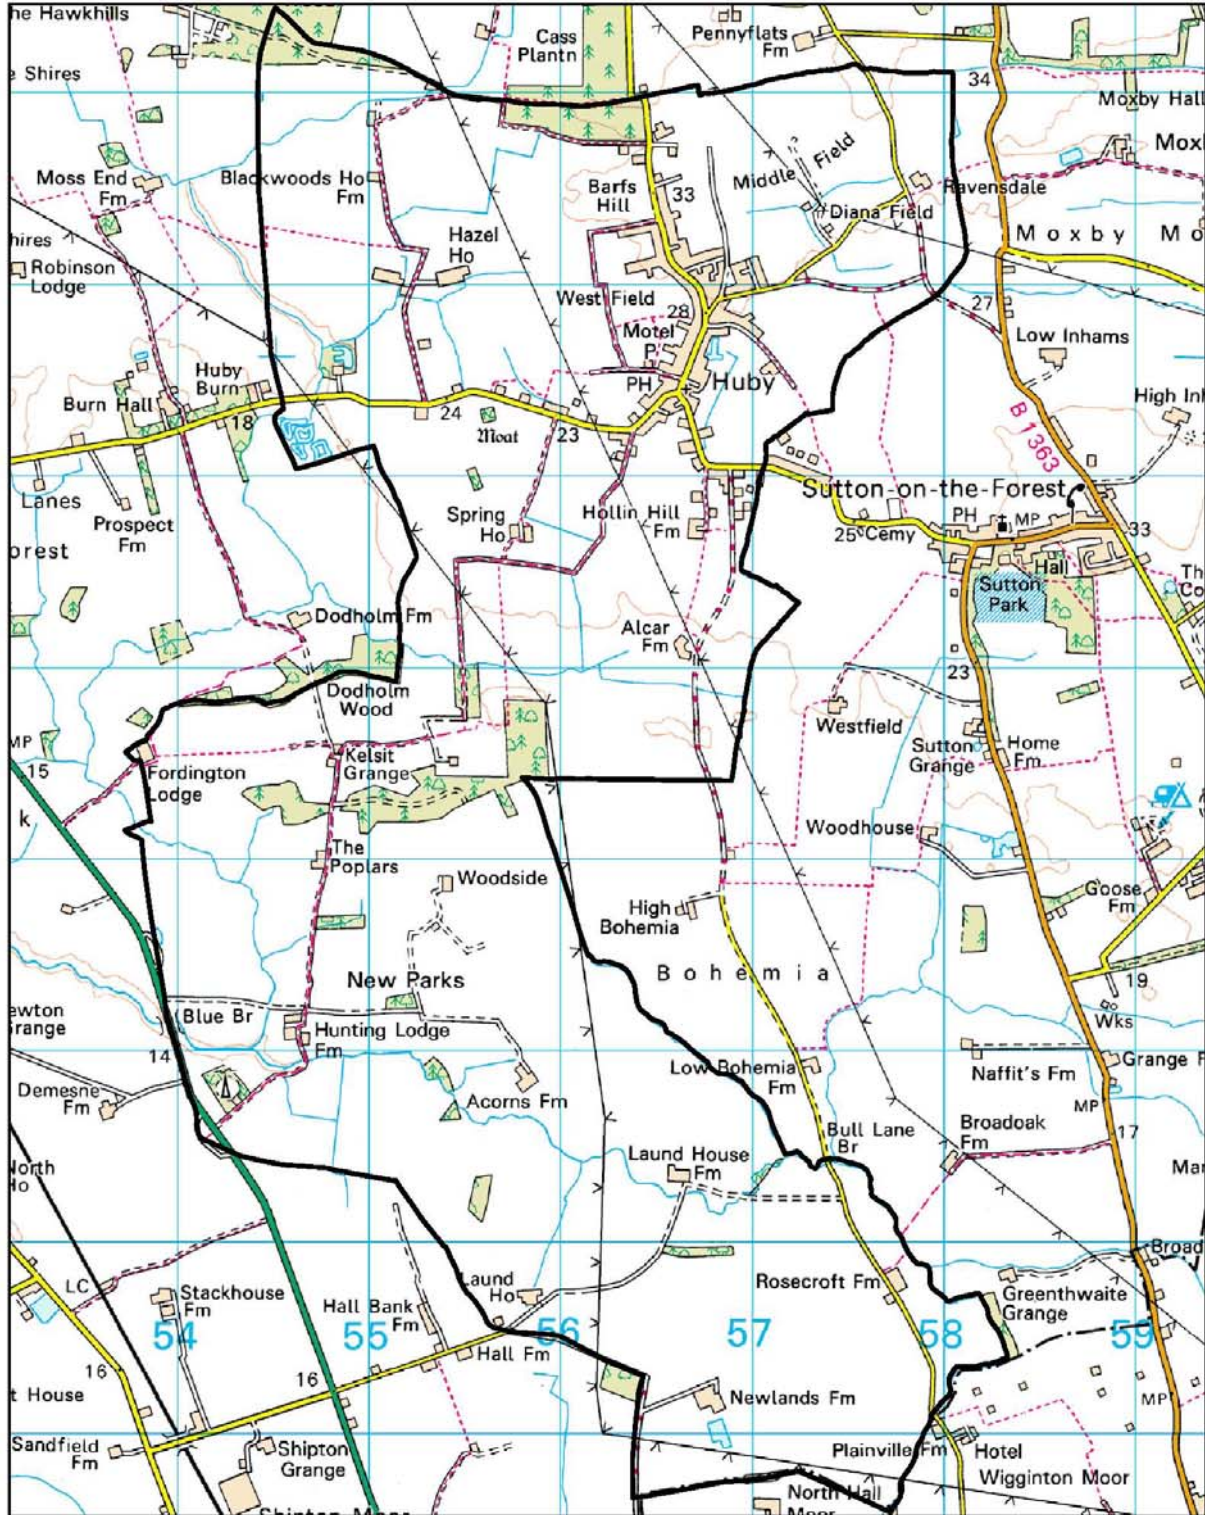 he Hawkhills
Cass
Plantn
Pennyflats
Fm
e Shires
34
Moxby Hall
Moss End
Fm
Blackwoods Ho
Fm
Barfs
Hill
33
Middle Field
Ravensdale
Diana Field
hires
Robinson
Lodge
Hazel
Ho
Moxby Mo
West Field
28
Motel
P
27
Low Inhams
Huby
Burn
Burn Hall
18
PH
Huby
24
Moat
23
B 1363
High Inh
Lanes
Prospect
Fm
orest
Spring
Ho
Hollin Hill
Fm
Sutton-on-the-Forest
PH
MP
25
Cemy
33
Hall
Sutton
Park
Th
Co
Dodholm Fm
Alcar
Fm
23
Dodholm
Wood
Westfield
Sutton
Grange
Home
Fm
MP
15
k
Fordington
Lodge
Kelsit
Grange
Woodhouse
The
Poplars
Woodside
High
Bohemia
Goose
Fm
Bohemia
19
Wks
New Parks
ewton
Grange
Blue Br
Hunting Lodge
Fm
14
Demesne
Fm
Acorns Fm
Low Bohemia
Fm
Naffit's Fm
Grange F
MP
Bull Lane
Br
Broadoak
Fm
17
Laund House
Fm
North
Ho
Mar
LC
Stackhouse
Fm
Hall Bank
Fm
Laund
Ho
Rosecroft Fm
Greenthwaite
Grange
Broad
54
55
56
57
58
59
Hall Fm
16
16
t House
Newlands Fm
MP
Sandfield
Fm
Shipton
Grange
Plainville Fm
Hotel
Wigginton Moor
North Hall
Moor
Shipton Moor